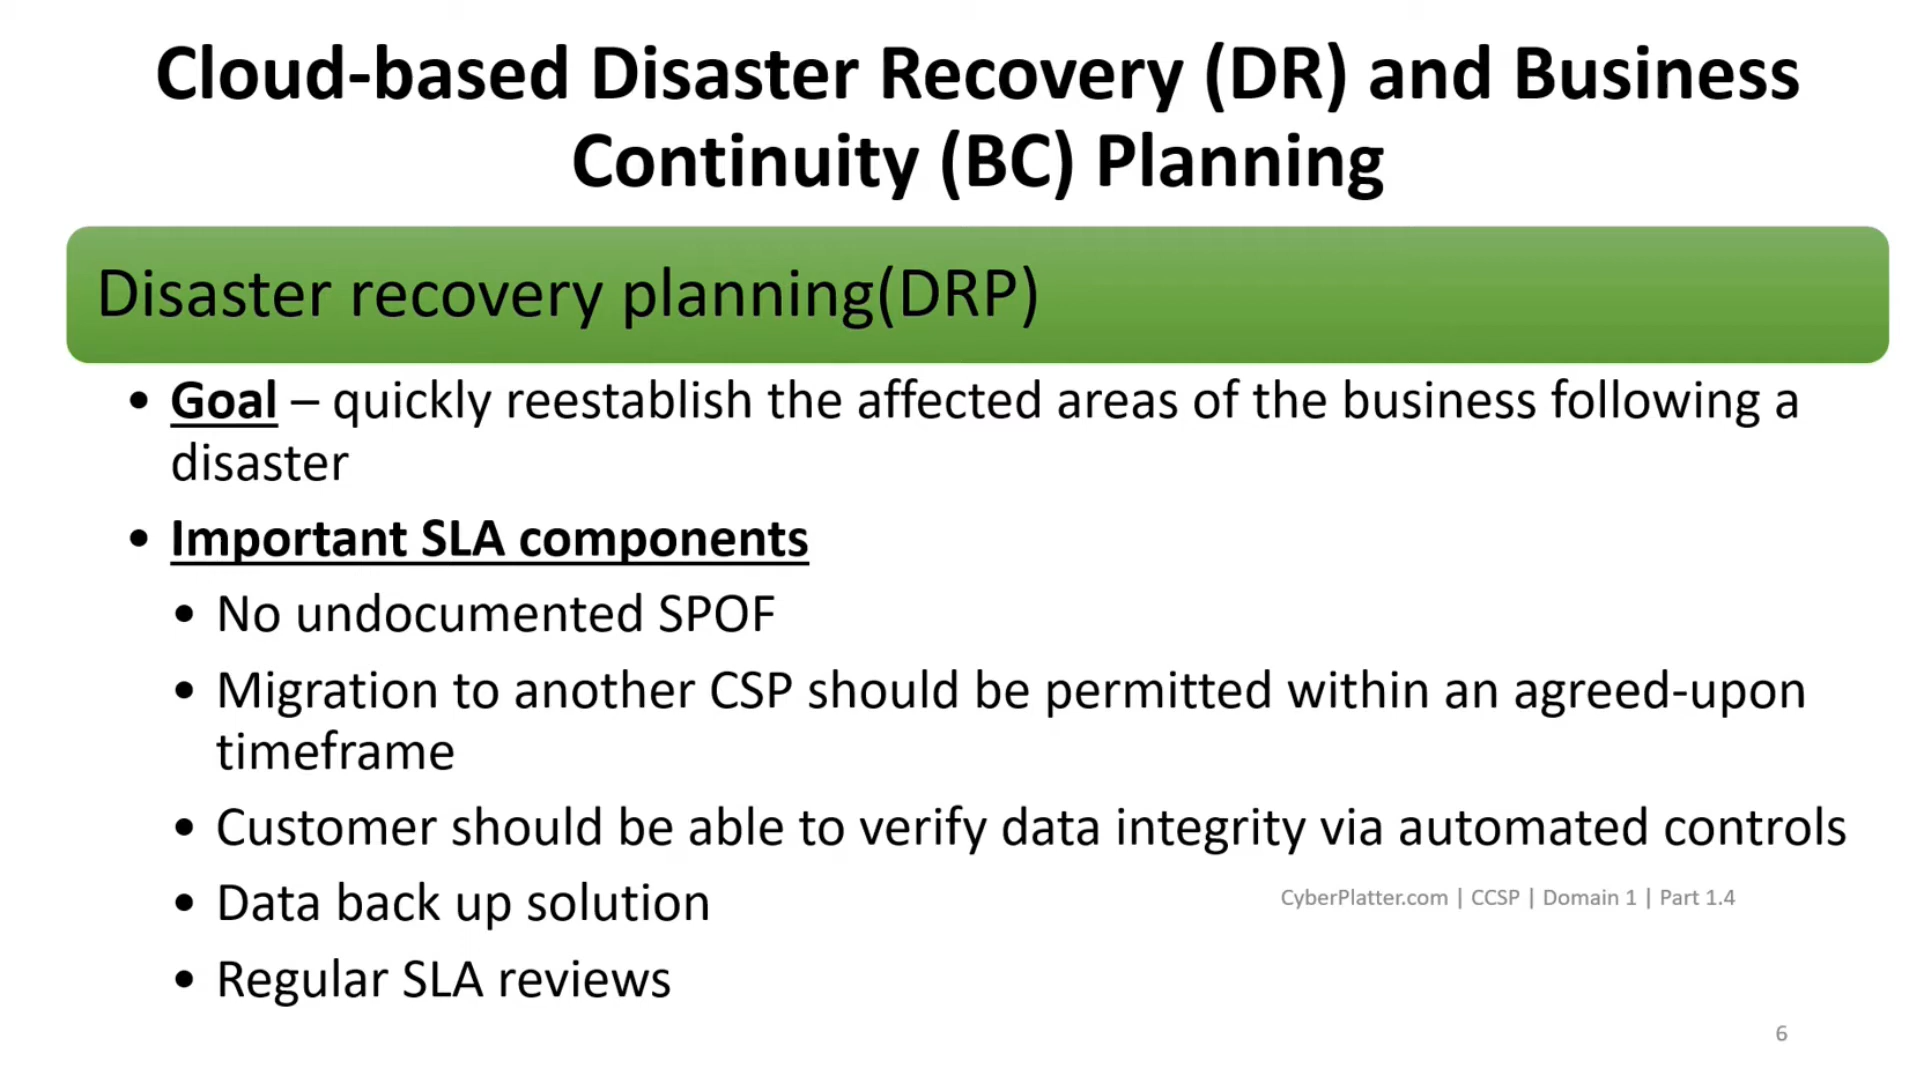 Cloud-based Disaster Recovery (DR) and Business
Continuity (BC) Planning
Disaster recovery planning(DRP)
• Goal – quickly reestablish the affected areas of the business following a
disaster
• Important SLA components
• No undocumented SPOF
• Migration to another CSP should be permitted within an agreed-upon
timeframe
• Customer should be able to verify data integrity via automated controls
• Data back up solution
CyberPlatter.com | CCSP | Domain 1 | Part 1.4
• Regular SLA reviews
6